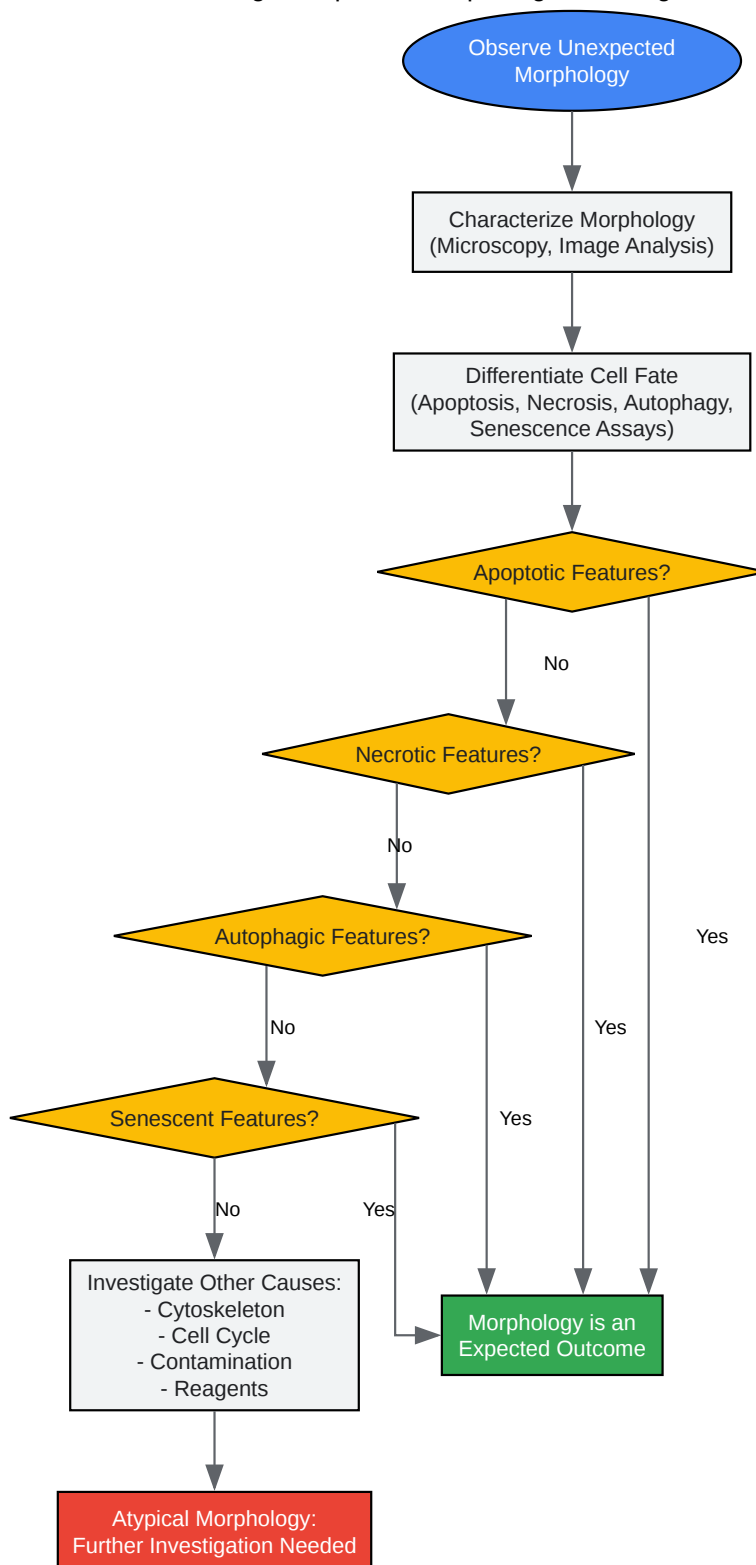 Observe Unexpected
Morphology
Characterize Morphology
(Microscopy, Image Analysis)
Differentiate Cell Fate
(Apoptosis, Necrosis, Autophagy,
Senescence Assays)
Apoptotic Features?
No
Necrotic Features?
No
Autophagic Features?
Yes
No
Yes
Senescent Features?
Yes
No
Yes
Investigate Other Causes:
- Cytoskeleton
- Cell Cycle
- Contamination
- Reagents
Morphology is an
Expected Outcome
Atypical Morphology:
Further Investigation Needed